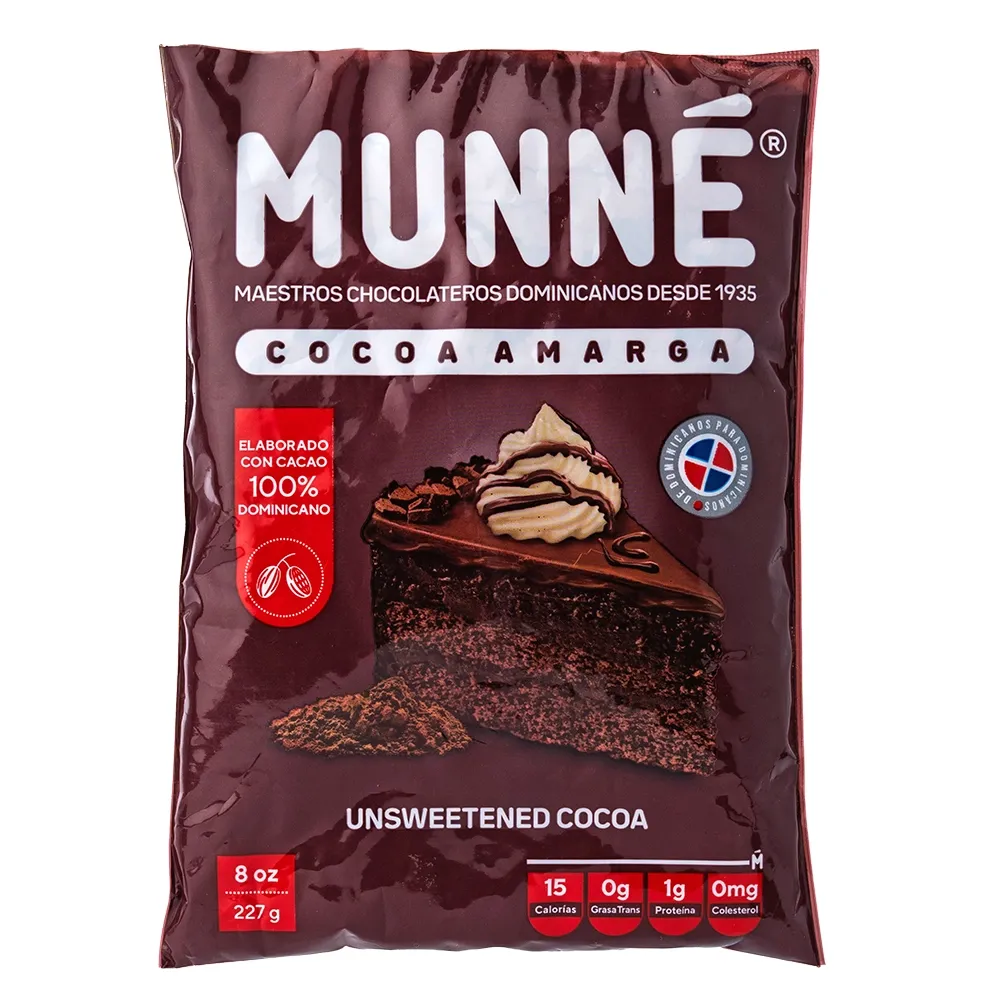 MUNNÉ®
MAESTROS CHOCOLATEROS DOMINICANOS DESDE 1935
COCOA AMARGA
ELABORADO
CON CACAO
100%
DOMINICANO
DE DOMINICANOS PARA DOMINICANOS
UNSWEETENED COCOA
8 oz
227 g
M
15 0g 1g 0mg
Calorías Grasa Trans Proteína Colesterol